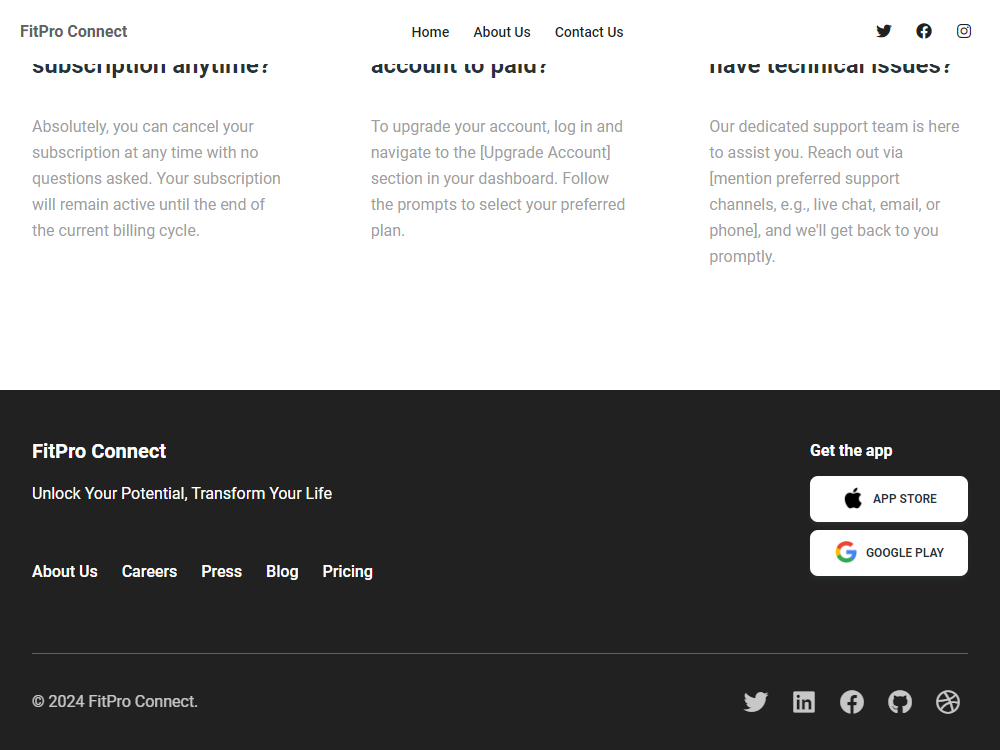 FitPro Connect
Home About Us Contact Us
subscription anytime?
account to paid?
have technical issues?
Absolutely, you can cancel your
subscription at any time with no
questions asked. Your subscription
will remain active until the end of
the current billing cycle.
To upgrade your account, log in and
navigate to the [Upgrade Account]
section in your dashboard. Follow
the prompts to select your preferred
plan.
Our dedicated support team is here
to assist you. Reach out via
[mention preferred support
channels, e.g., live chat, email, or
phone], and we'll get back to you
promptly.
FitPro Connect
Unlock Your Potential, Transform Your Life
About Us Careers Press Blog Pricing
Get the app
APP STORE
GOOGLE PLAY
© 2024 FitPro Connect.